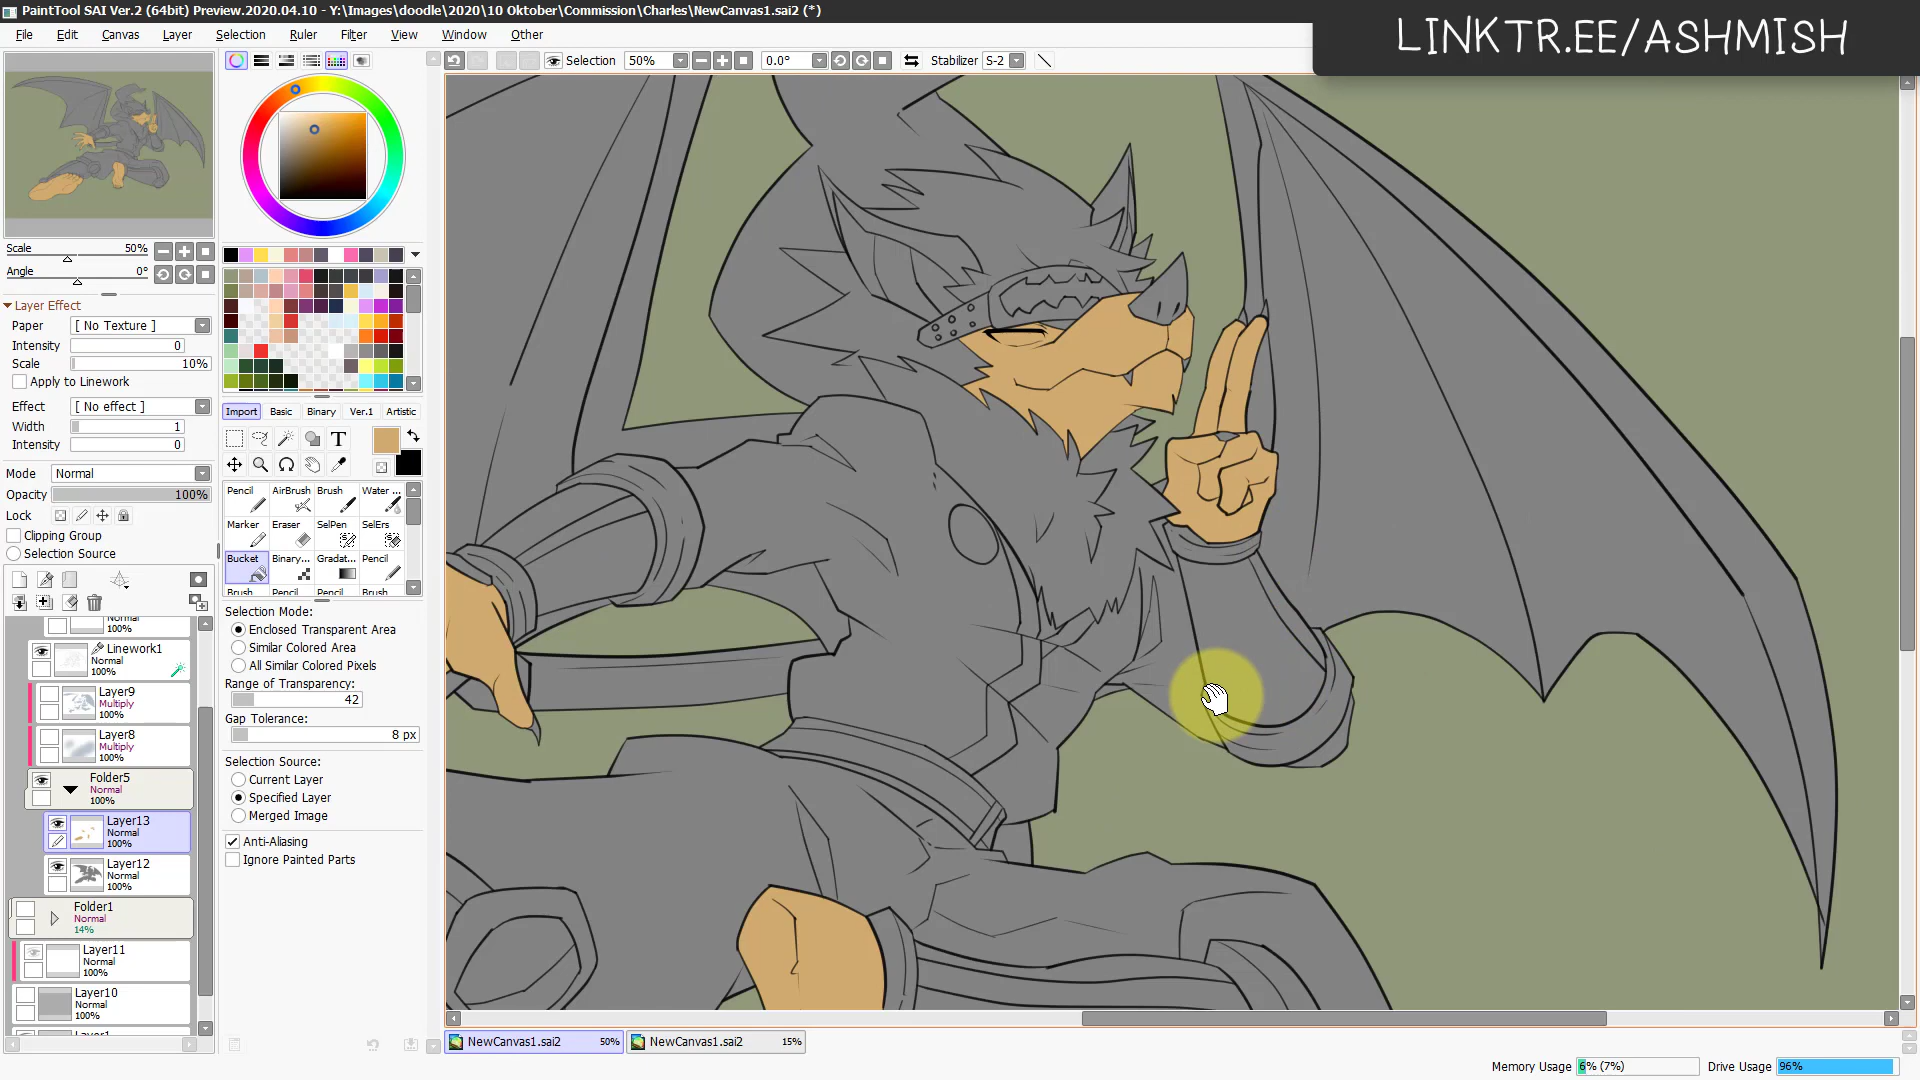 PaintTool SAI Ver.2 (64bit) Preview.2020.04.10 - Y:\Images\doodle\2020\10 Oktober\Commission\Charles\NewCanvas1.sai2 (*)
LINKTR.EE/ASHMISH
File Edit Canvas Layer Selection Ruler Filter View Window Other
Selection 50% 0.0° Stabilizer S-2
Scale 50%
Angle 0°
Layer Effect
Paper [ No Texture ]
Intensity 0
Scale 10%
Apply to Linework
Effect [ No effect ]
Width 1
Intensity 0
Mode Normal
Opacity 100%
Lock
Clipping Group
Selection Source
Normal
100%
Linework1
Normal
100%
Layer9
Multiply
100%
Layer8
Multiply
100%
Folder5
Normal
100%
Layer13
Normal
100%
Layer12
Normal
100%
Folder1
Normal
14%
Layer11
Normal
100%
Layer10
Normal
100%
Import Basic Binary Ver.1 Artistic
T
Pencil AirBrush Brush Water ...
Marker Eraser SelPen SelErs
Bucket Binary... Gradat... Pencil
Brush Pencil Pencil Brush
Selection Mode:
Enclosed Transparent Area
Similar Colored Area
All Similar Colored Pixels
Range of Transparency:
42
Gap Tolerance:
8 px
Selection Source:
Current Layer
Specified Layer
Merged Image
Anti-Aliasing
Ignore Painted Parts
NewCanvas1.sai2 50% NewCanvas1.sai2 15%
Memory Usage 6% (7%) Drive Usage 96%